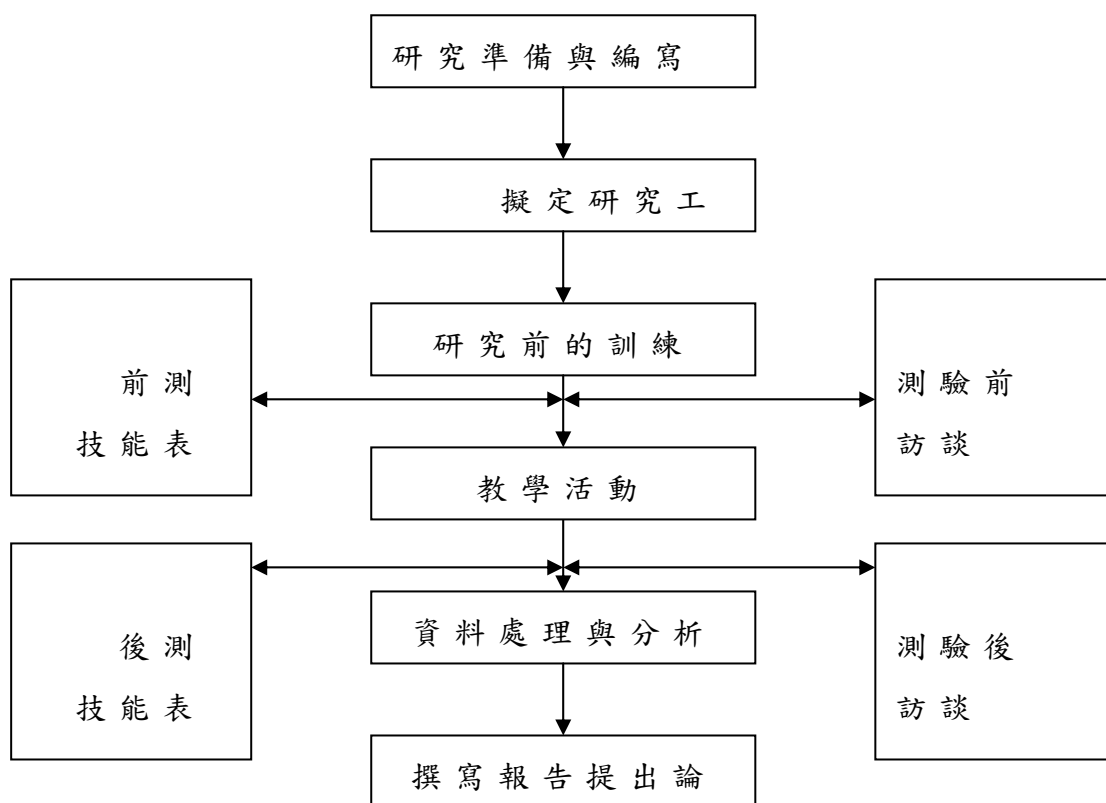 研究準備與編寫
擬定研究工
研究前的訓練
前測
技能表
測驗前
訪談
教學活動
後測
技能表
測驗後
訪談
資料處理與分析
撰寫報告提出論